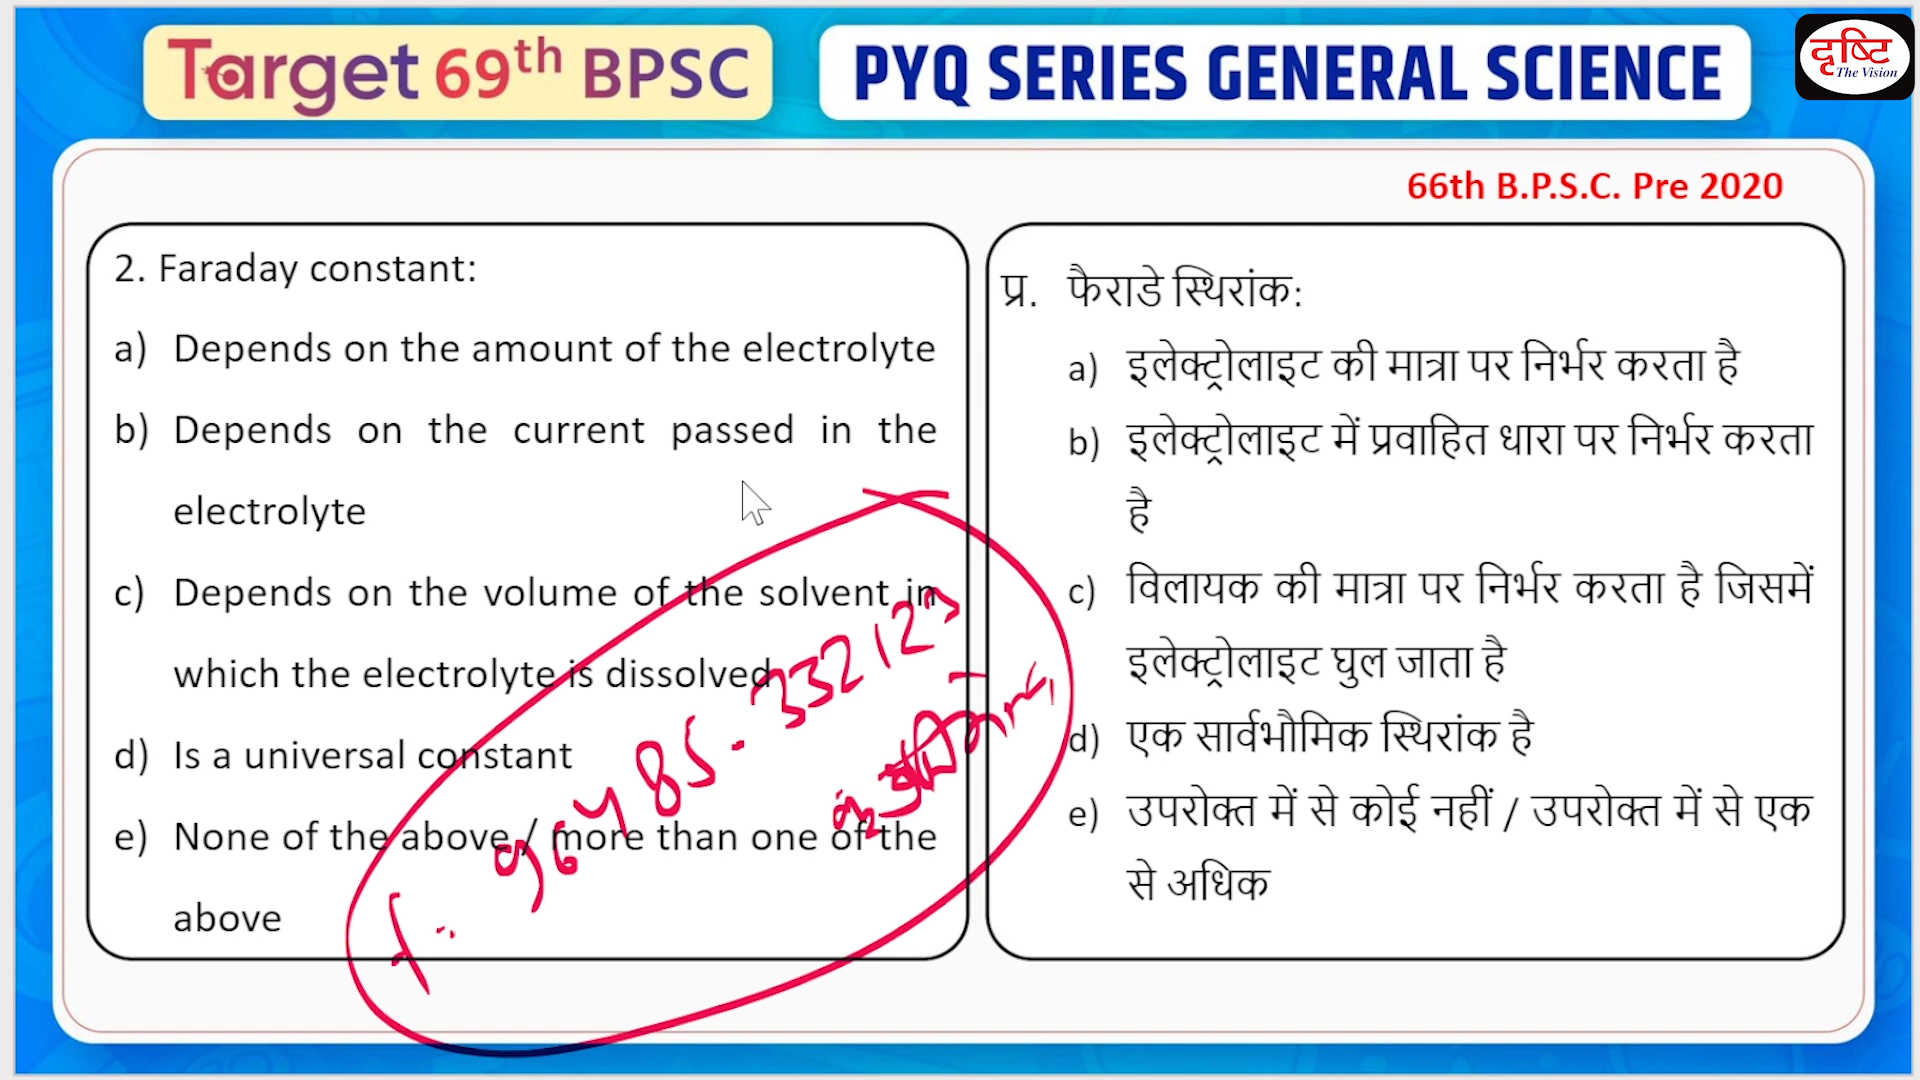 Target 69th BPSC
PYQ SERIES GENERAL SCIENCE
दृष्टि
The Vision
66th B.P.S.C. Pre 2020
2. Faraday constant:
a) Depends on the amount of the electrolyte
b) Depends on the current passed in the
electrolyte
c) Depends on the volume of the solvent in
which the electrolyte is dissolved
d) Is a universal constant
e) None of the above / more than one of the
above
प्र. फैराडे स्थिरांक:
a) इलेक्ट्रोलाइट की मात्रा पर निर्भर करता है
b) इलेक्ट्रोलाइट में प्रवाहित धारा पर निर्भर करता
है
c) विलायक की मात्रा पर निर्भर करता है जिसमें
इलेक्ट्रोलाइट घुल जाता है
d) एक सार्वभौमिक स्थिरांक है
e) उपरोक्त में से कोई नहीं / उपरोक्त में से एक
से अधिक
96485.33212